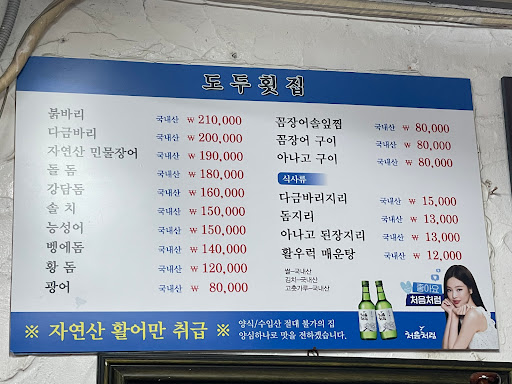 도두횟집
붉바리 국내산 ₩ 210,000
다금바리 국내산 ₩ 200,000
자연산 민물장어 국내산 ₩ 190,000
돌 돔 국내산 ₩ 180,000
강담돔 국내산 ₩ 160,000
솔 치 국내산 ₩ 150,000
능성어 국내산 ₩ 150,000
벵에돔 국내산 ₩ 140,000
황 돔 국내산 ₩ 120,000
광어 국내산 ₩ 80,000
꼼장어솔잎찜 국내산 ₩ 80,000
꼼장어 구이 국내산 ₩ 80,000
아나고 구이 국내산 ₩ 80,000
식사류
다금바리지리 국내산 ₩ 15,000
돔지리 국내산 ₩ 13,000
아나고 된장지리 국내산 ₩ 13,000
활우럭 매운탕 국내산 ₩ 12,000
쌀-국내산
김치-국내산
고춧가루-국내산
좋아요
처음처럼
※ 자연산 활어만 취급 ※
양식/수입산 절대 불가의 집
양심하나로 맛을 전하겠습니다.
처음처럼